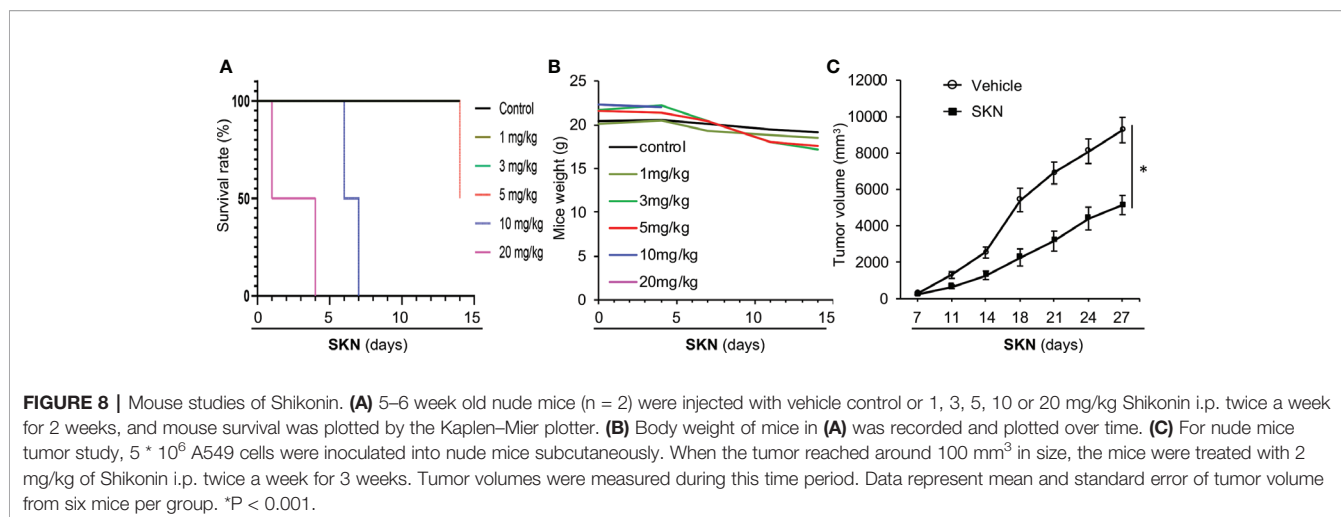 A
Survival rate (%)
100
50
0
0 5 10 15
SKN (days)
Control
1 mg/kg
3 mg/kg
5 mg/kg
10 mg/kg
20 mg/kg
B
Mice weight (g)
25
20
15
10
5
0
0 5 10 15
SKN (days)
control
1mg/kg
3mg/kg
5mg/kg
10mg/kg
20mg/kg
C
Tumor volume (mm³)
12000
10000
8000
6000
4000
2000
0
7 11 14 18 21 24 27
SKN (days)
Vehicle
SKN
*
FIGURE 8 | Mouse studies of Shikonin. (A) 5–6 week old nude mice (n = 2) were injected with vehicle control or 1, 3, 5, 10 or 20 mg/kg Shikonin i.p. twice a week
for 2 weeks, and mouse survival was plotted by the Kaplen–Mier plotter. (B) Body weight of mice in (A) was recorded and plotted over time. (C) For nude mice
tumor study, 5 * 10⁶ A549 cells were inoculated into nude mice subcutaneously. When the tumor reached around 100 mm³ in size, the mice were treated with 2
mg/kg of Shikonin i.p. twice a week for 3 weeks. Tumor volumes were measured during this time period. Data represent mean and standard error of tumor volume
from six mice per group. *P < 0.001.